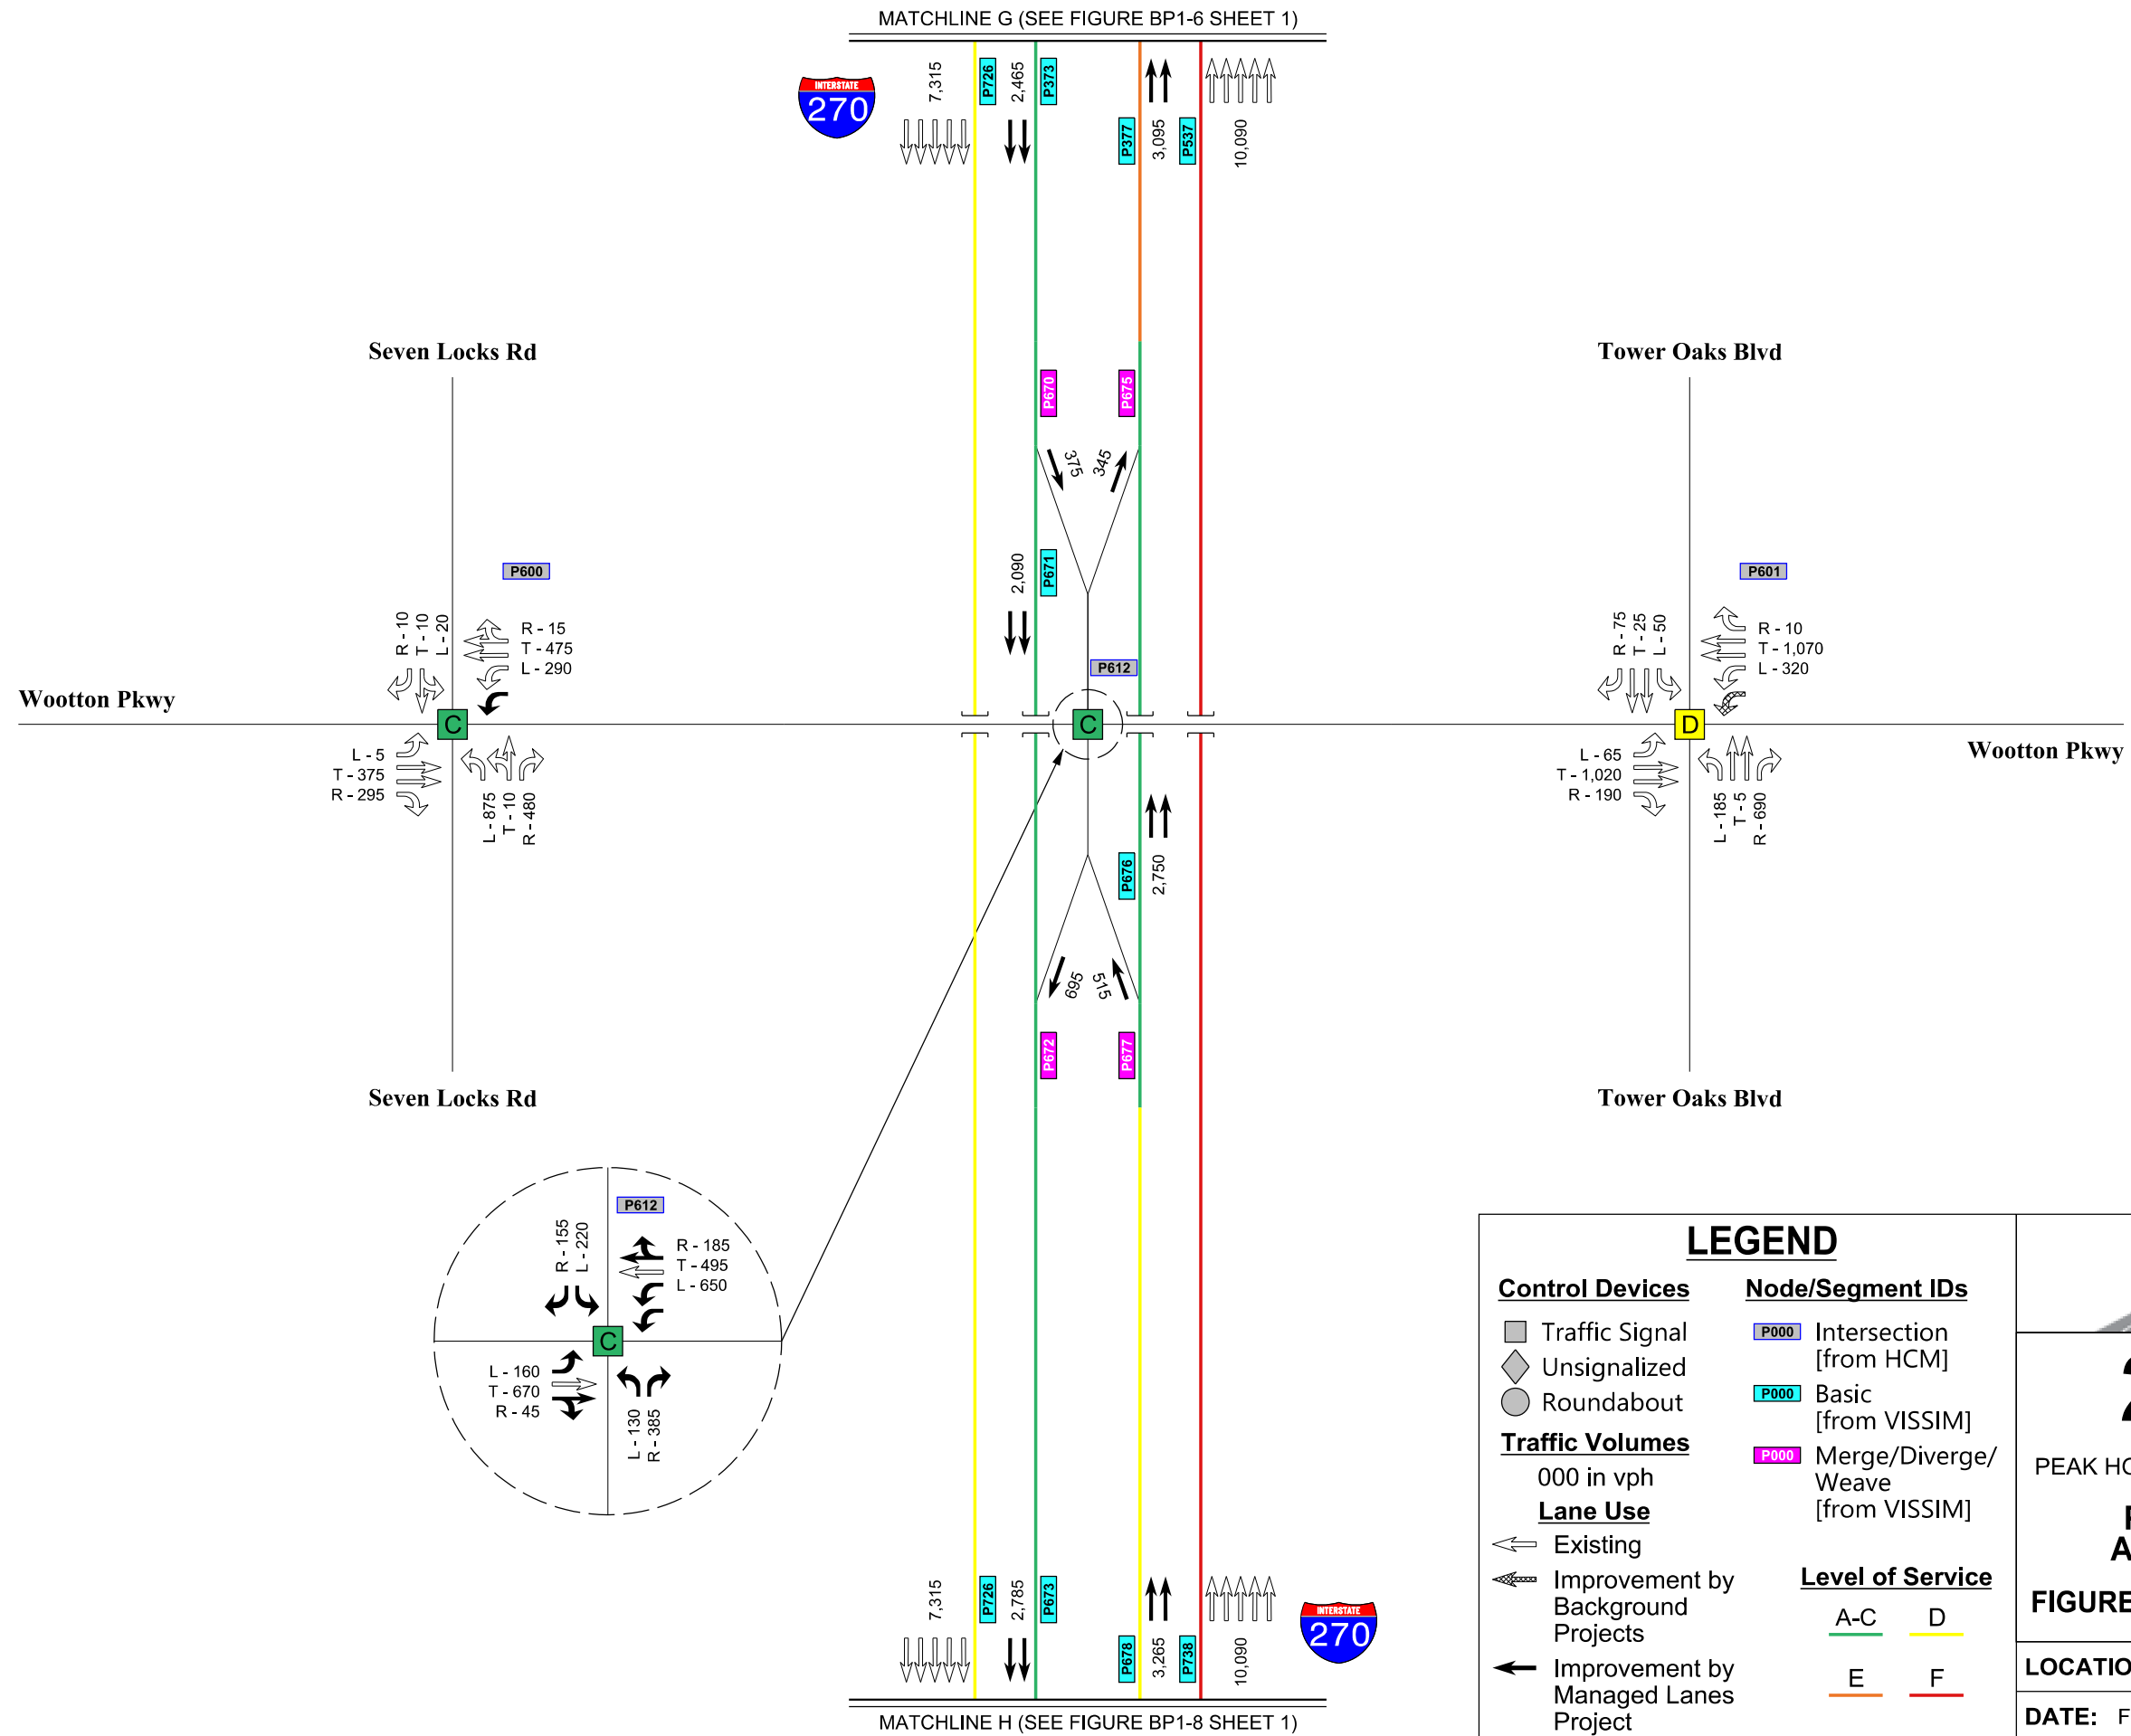 MATCHLINE G (SEE FIGURE BP1-6 SHEET 1)
INTERSTATE
270
7,315
P726
2,465
P373
P377
3,095
P537
10,090
Seven Locks Rd
Tower Oaks Blvd
P670
P675
375
345
2,090
P671
P600
R - 10
T - 10
L - 20
R - 15
T - 475
L - 290
P601
R - 75
T - 25
L - 50
R - 10
T - 1,070
L - 320
P612
Wootton Pkwy
C
C
D
Wootton Pkwy
L - 5
T - 375
R - 295
L - 875
T - 10
R - 480
L - 65
T - 1,020
R - 190
L - 185
T - 5
R - 690
P676
2,750
695
515
P672
P677
Seven Locks Rd
Tower Oaks Blvd
P612
R - 155
L - 220
R - 185
T - 495
L - 650
C
L - 160
T - 670
R - 45
L - 130
R - 385
7,315
P726
2,785
P673
P678
3,265
P738
10,090
INTERSTATE
270
MATCHLINE H (SEE FIGURE BP1-8 SHEET 1)
LEGEND
Control Devices
Traffic Signal
Unsignalized
Roundabout
Traffic Volumes
000 in vph
Lane Use
Existing
Improvement by
Background
Projects
Improvement by
Managed Lanes
Project
Node/Segment IDs
P000 Intersection
[from HCM]
P000 Basic
[from VISSIM]
P000 Merge/Diverge/
Weave
[from VISSIM]
Level of Service
A-C D
E F
PEAK HO
FIGURE
LOCATIO
DATE: F